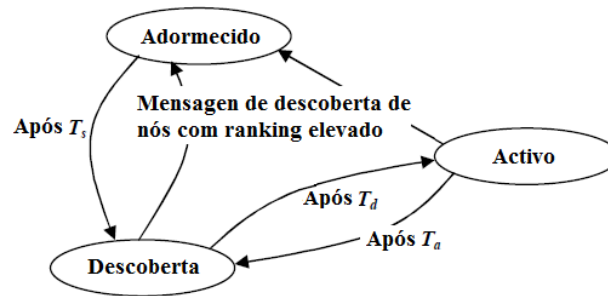 Adormecido
Mensagen de descoberta de
nós com ranking elevado
Após Ts
Activo
Após Td
Após Ta
Descoberta